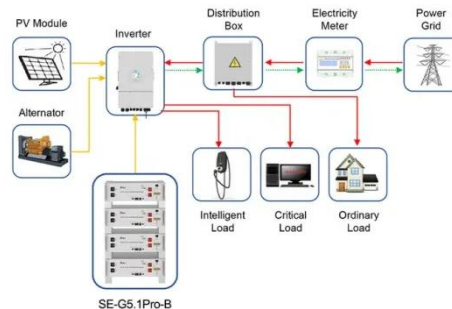 PV Module
Inverter
Distribution
Box
Electricity
Meter
Power
Grid
Alternator
Intelligent
Load
Critical
Load
Ordinary
Load
SE-G5.1Pro-B